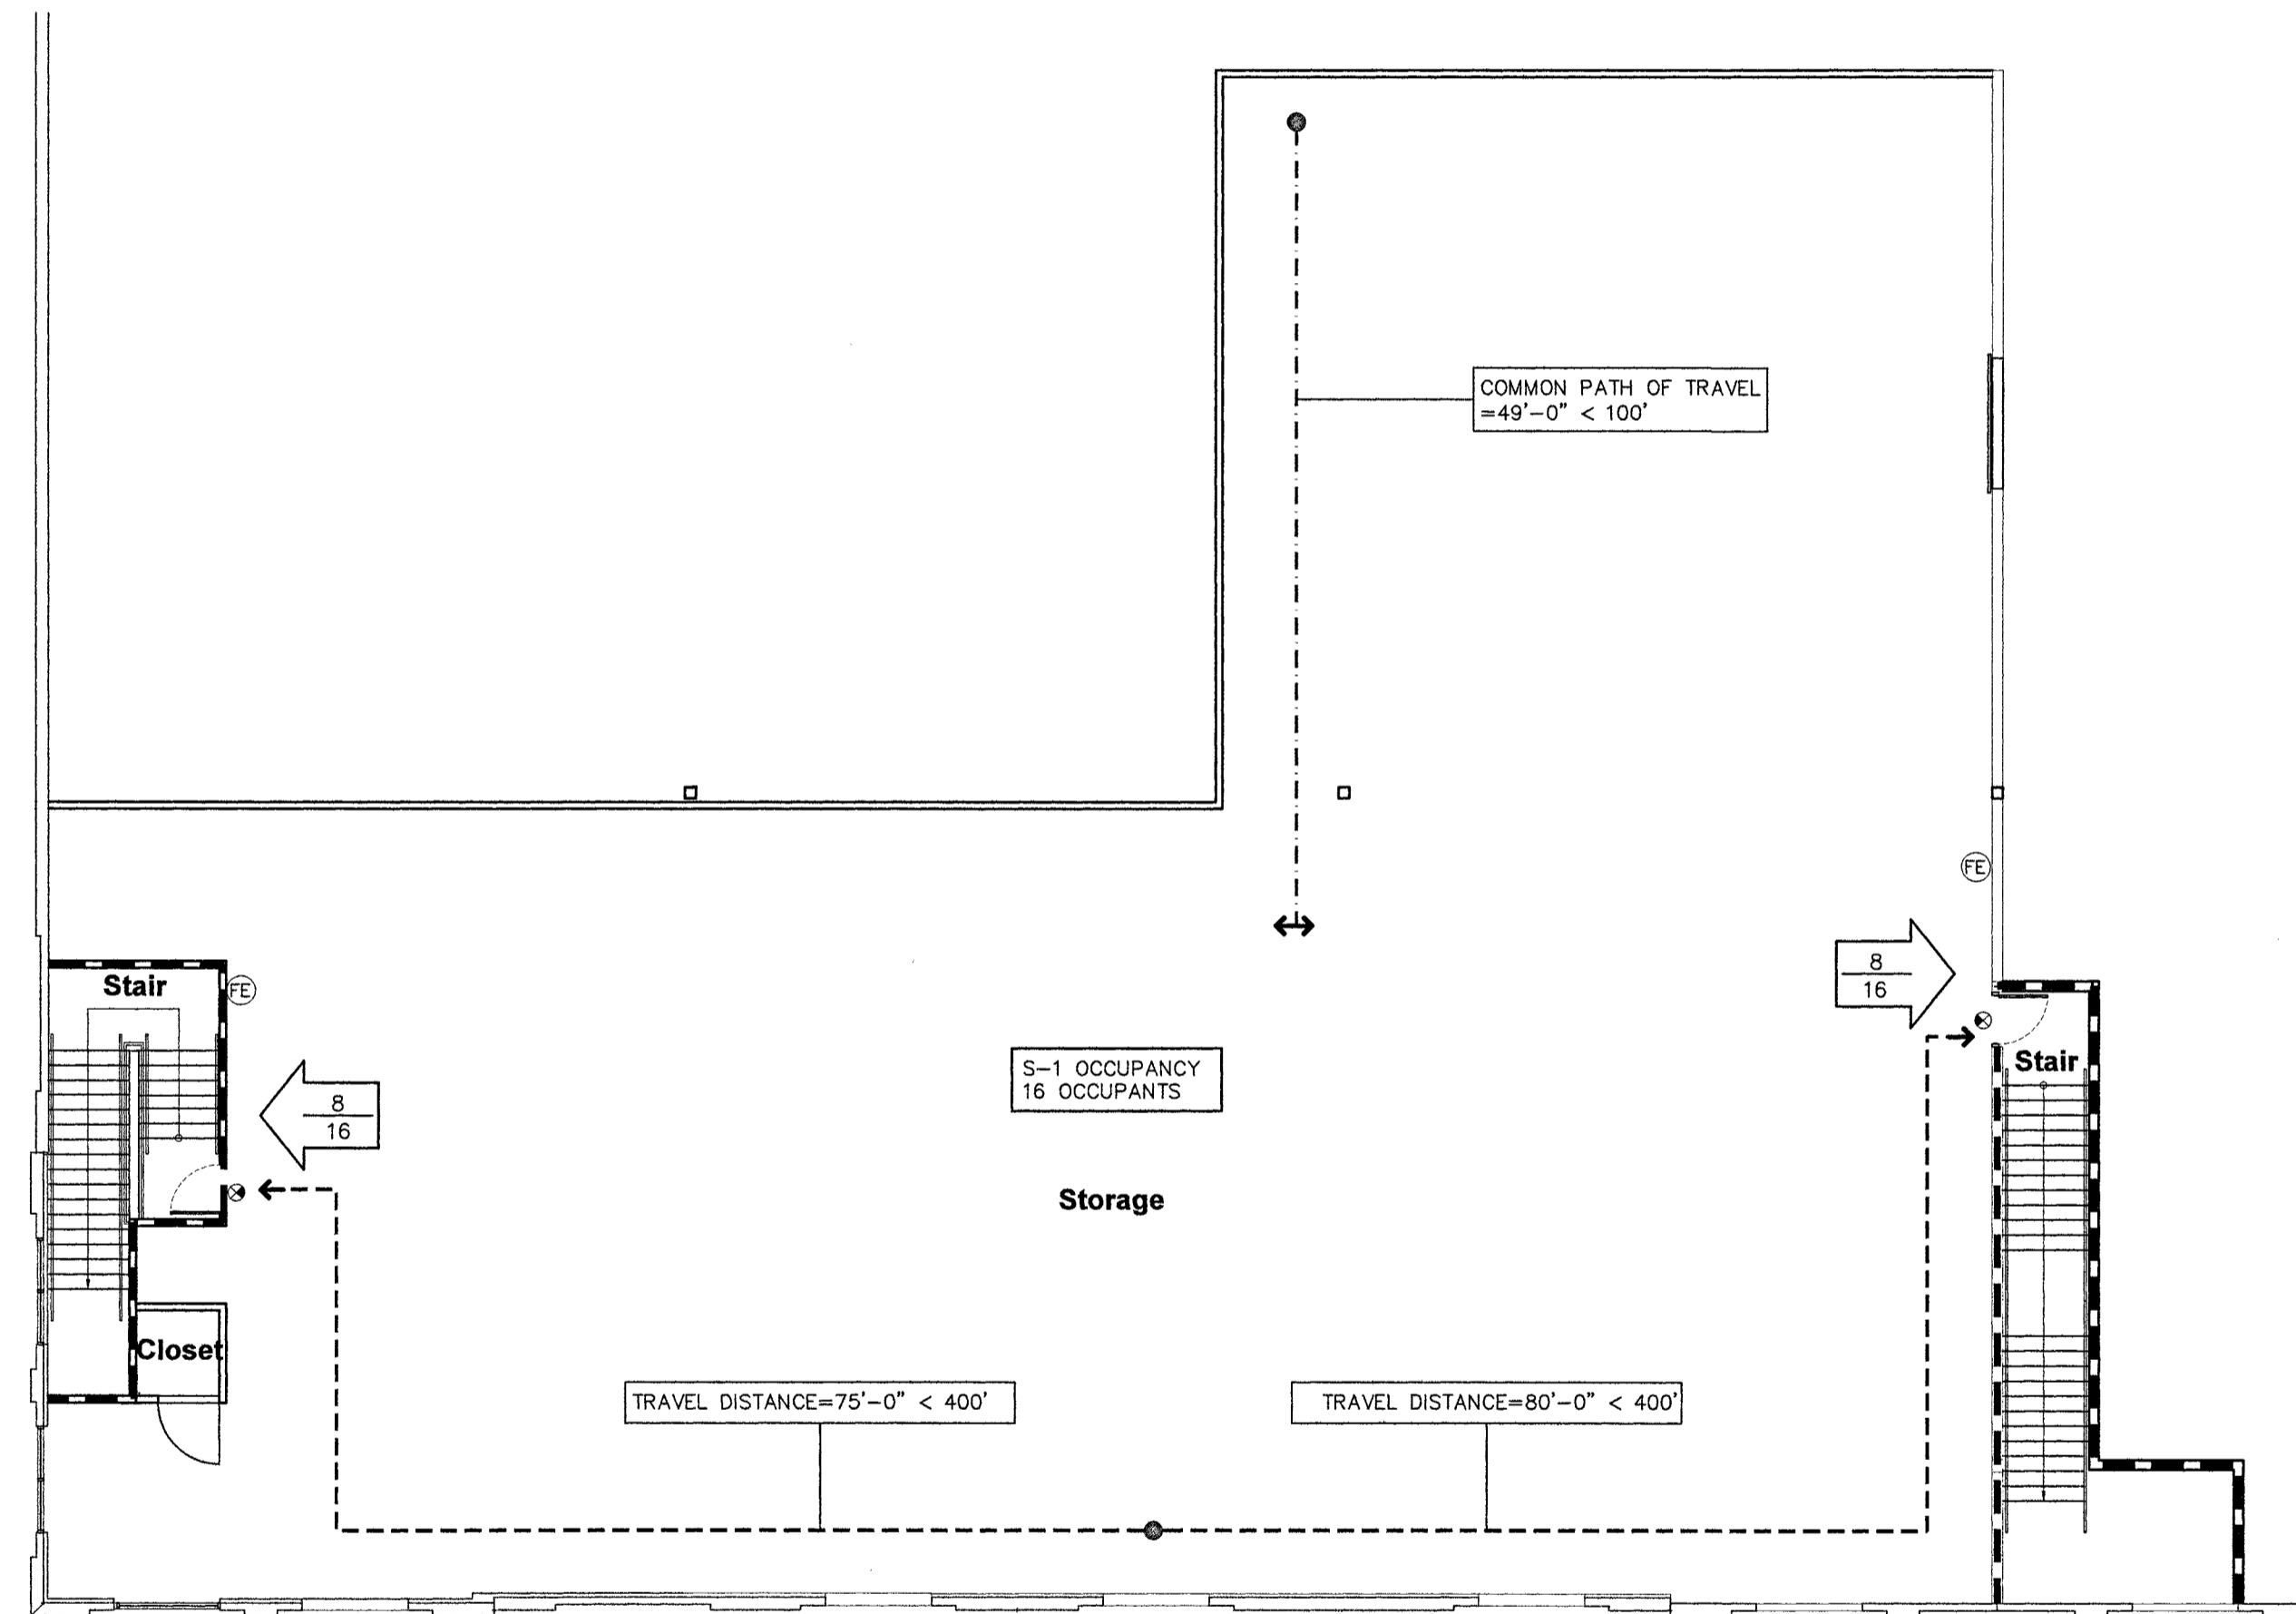 COMMON PATH OF TRAVEL
=49'-0" < 100'
FE
8
16
Stair
FE
Stair
S-1 OCCUPANCY
16 OCCUPANTS
8
16
Storage
Closet
TRAVEL DISTANCE=75'-0" < 400'
TRAVEL DISTANCE=80'-0" < 400'